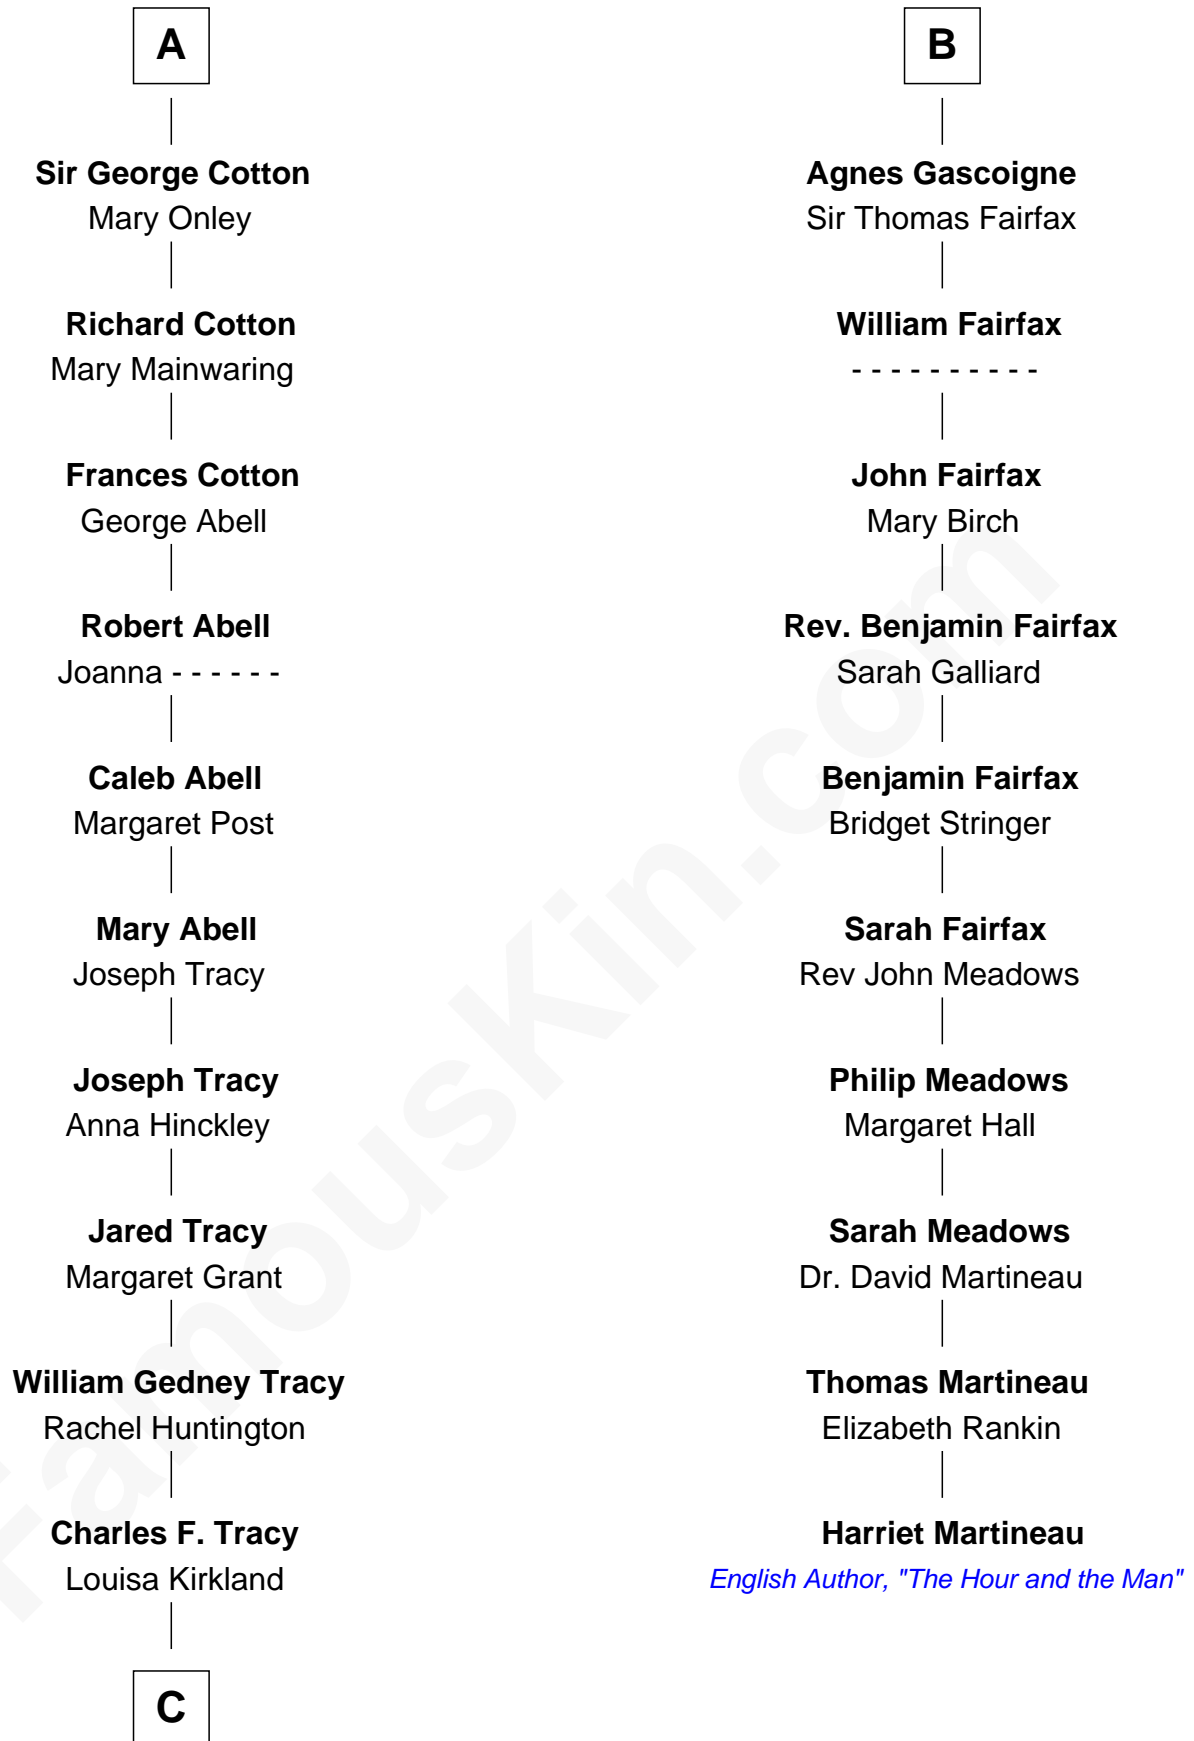 A
Sir George Cotton
Mary Onley
Richard Cotton
Mary Mainwaring
Frances Cotton
George Abell
Robert Abell
Joanna - - - - - -
Caleb Abell
Margaret Post
Mary Abell
Joseph Tracy
Joseph Tracy
Anna Hinckley
Jared Tracy
Margaret Grant
William Gedney Tracy
Rachel Huntington
Charles F. Tracy
Louisa Kirkland
C
B
Agnes Gascoigne
Sir Thomas Fairfax
William Fairfax
- - - - - - - - - -
John Fairfax
Mary Birch
Rev. Benjamin Fairfax
Sarah Galliard
Benjamin Fairfax
Bridget Stringer
Sarah Fairfax
Rev John Meadows
Philip Meadows
Margaret Hall
Sarah Meadows
Dr. David Martineau
Thomas Martineau
Elizabeth Rankin
Harriet Martineau
English Author, "The Hour and the Man"
FamousKin.com